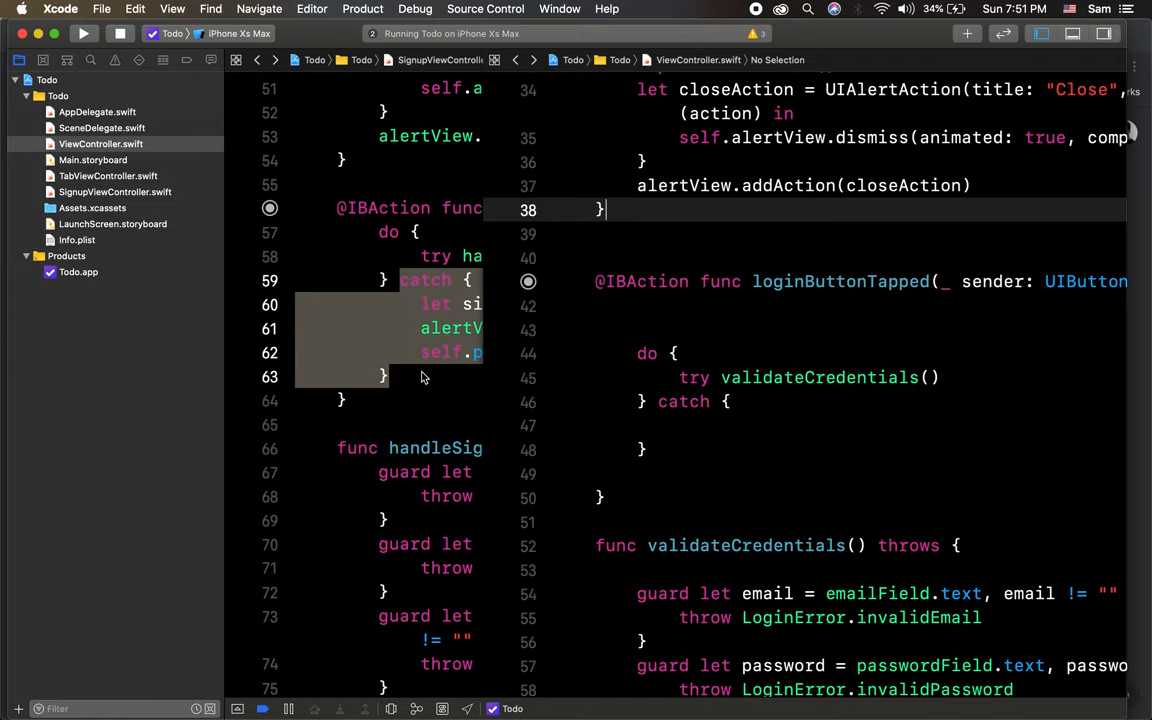 Xcode File Edit View Find Navigate Editor Product Debug Source Control Window Help 34% Sun 7:51 PM Sam
Todo iPhone Xs Max Running Todo on iPhone Xs Max 3
Todo Todo SignupViewControlle Todo Todo ViewController.swift No Selection
Todo
Todo
AppDelegate.swift
SceneDelegate.swift
ViewController.swift
Main.storyboard
TabViewController.swift
SignupViewController.swift
Assets.xcassets
LaunchScreen.storyboard
Info.plist
Products
Todo.app
51 self.a
52 }
53 alertView.
54 }
55
@IBAction func
57 do {
58 try ha
59 } catch {
60 let si
61 alertV
62 self.p
63 }
64 }
65
66 func handleSig
67 guard let
68 throw
69 }
70 guard let
71 throw
72 }
73 guard let
!= ""
74 throw
75 }
34 let closeAction = UIAlertAction(title: "Close",
(action) in
35 self.alertView.dismiss(animated: true, comp
36 }
37 alertView.addAction(closeAction)
38 }
39
40
@IBAction func loginButtonTapped(_ sender: UIButton
42
43
44 do {
45 try validateCredentials()
46 } catch {
47
48 }
49
50 }
51
52 func validateCredentials() throws {
53
54 guard let email = emailField.text, email != ""
55 throw LoginError.invalidEmail
56 }
57 guard let password = passwordField.text, passwo
58 throw LoginError.invalidPassword
rks
Filter
Todo